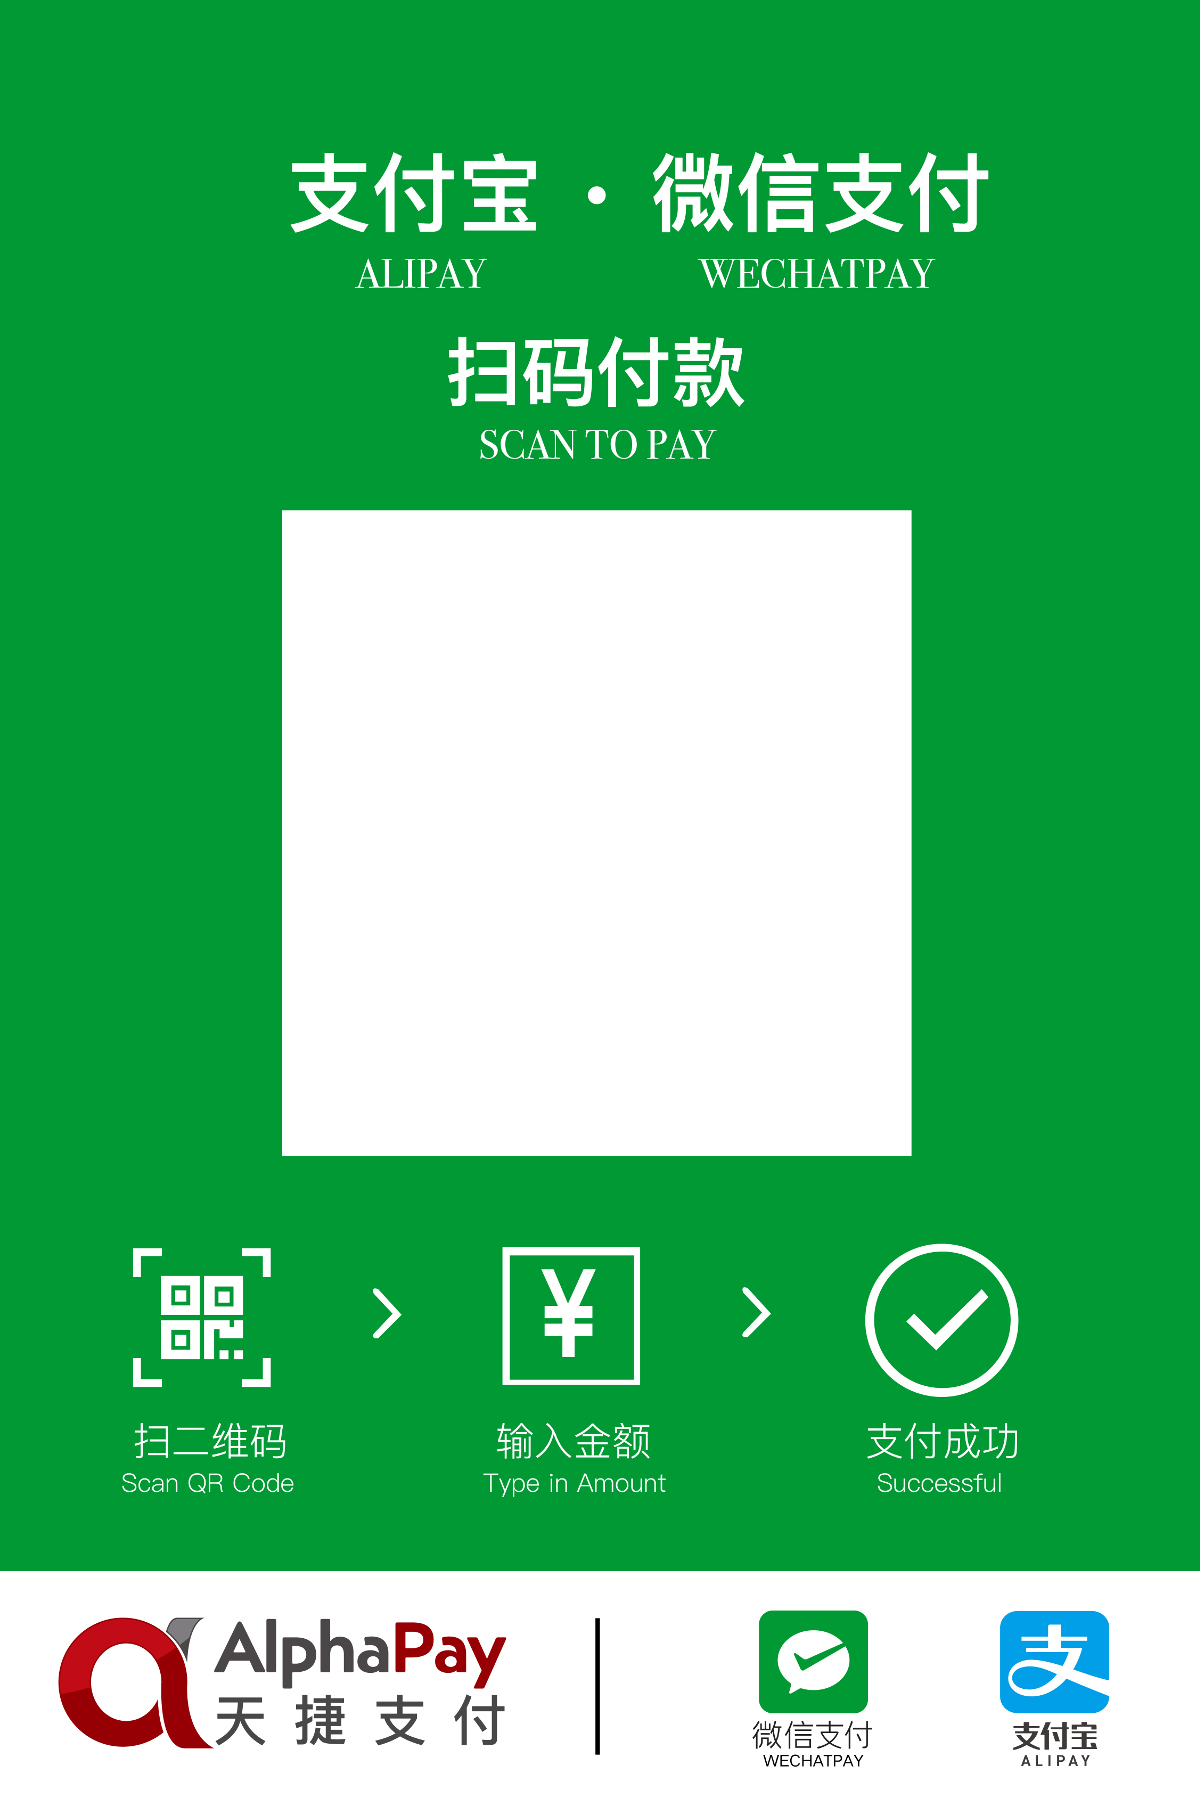 支付宝 · 微信支付
ALIPAY WECHATPAY
扫码付款
SCAN TO PAY
¥
扫二维码 输入金额 支付成功
Scan QR Code Type in Amount Successful
AlphaPay
天捷支付
支
微信支付 支付宝
WECHATPAY ALIPAY